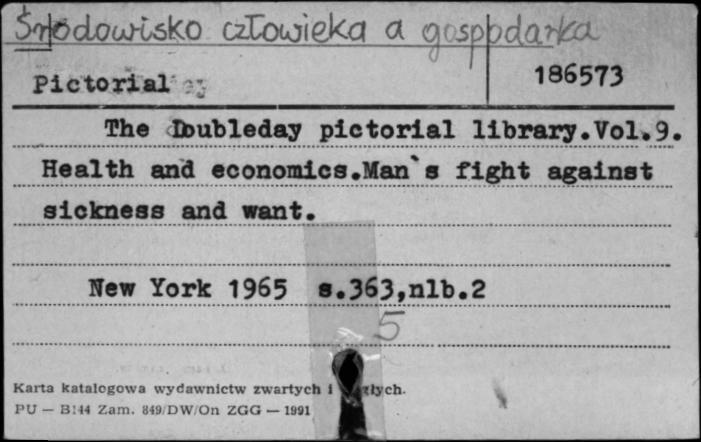 Środowisko człowieka a gospodarka
Pictorial
186573
The Doubleday pictorial library.Vol.9.
Health and economics.Man`s fight against
sickness and want.
New York 1965 s.363,nlb.2
5
Karta katalogowa wydawnictw zwartych i
PU — B144 Zam. 849/DW/On ZGG — 1991